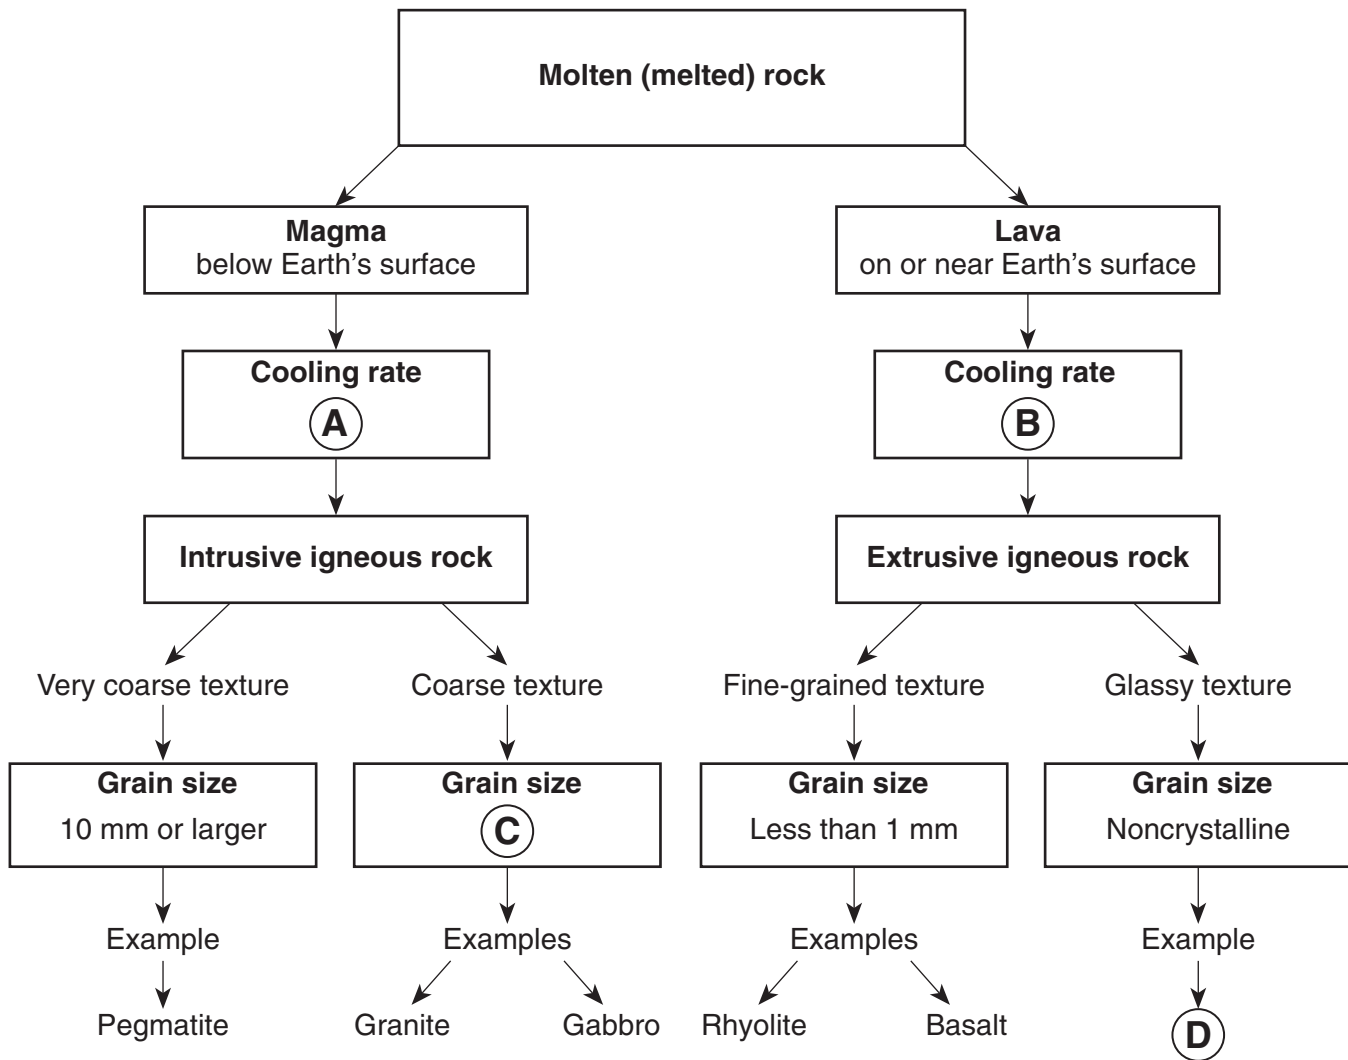 Molten (melted) rock
Magma
below Earth's surface
Lava
on or near Earth's surface
Cooling rate
A
Cooling rate
B
Intrusive igneous rock
Extrusive igneous rock
Very coarse texture
Coarse texture
Fine-grained texture
Glassy texture
Grain size
10 mm or larger
Grain size
C
Grain size
Less than 1 mm
Grain size
Noncrystalline
Example
Examples
Examples
Example
Pegmatite
Granite
Gabbro
Rhyolite
Basalt
D